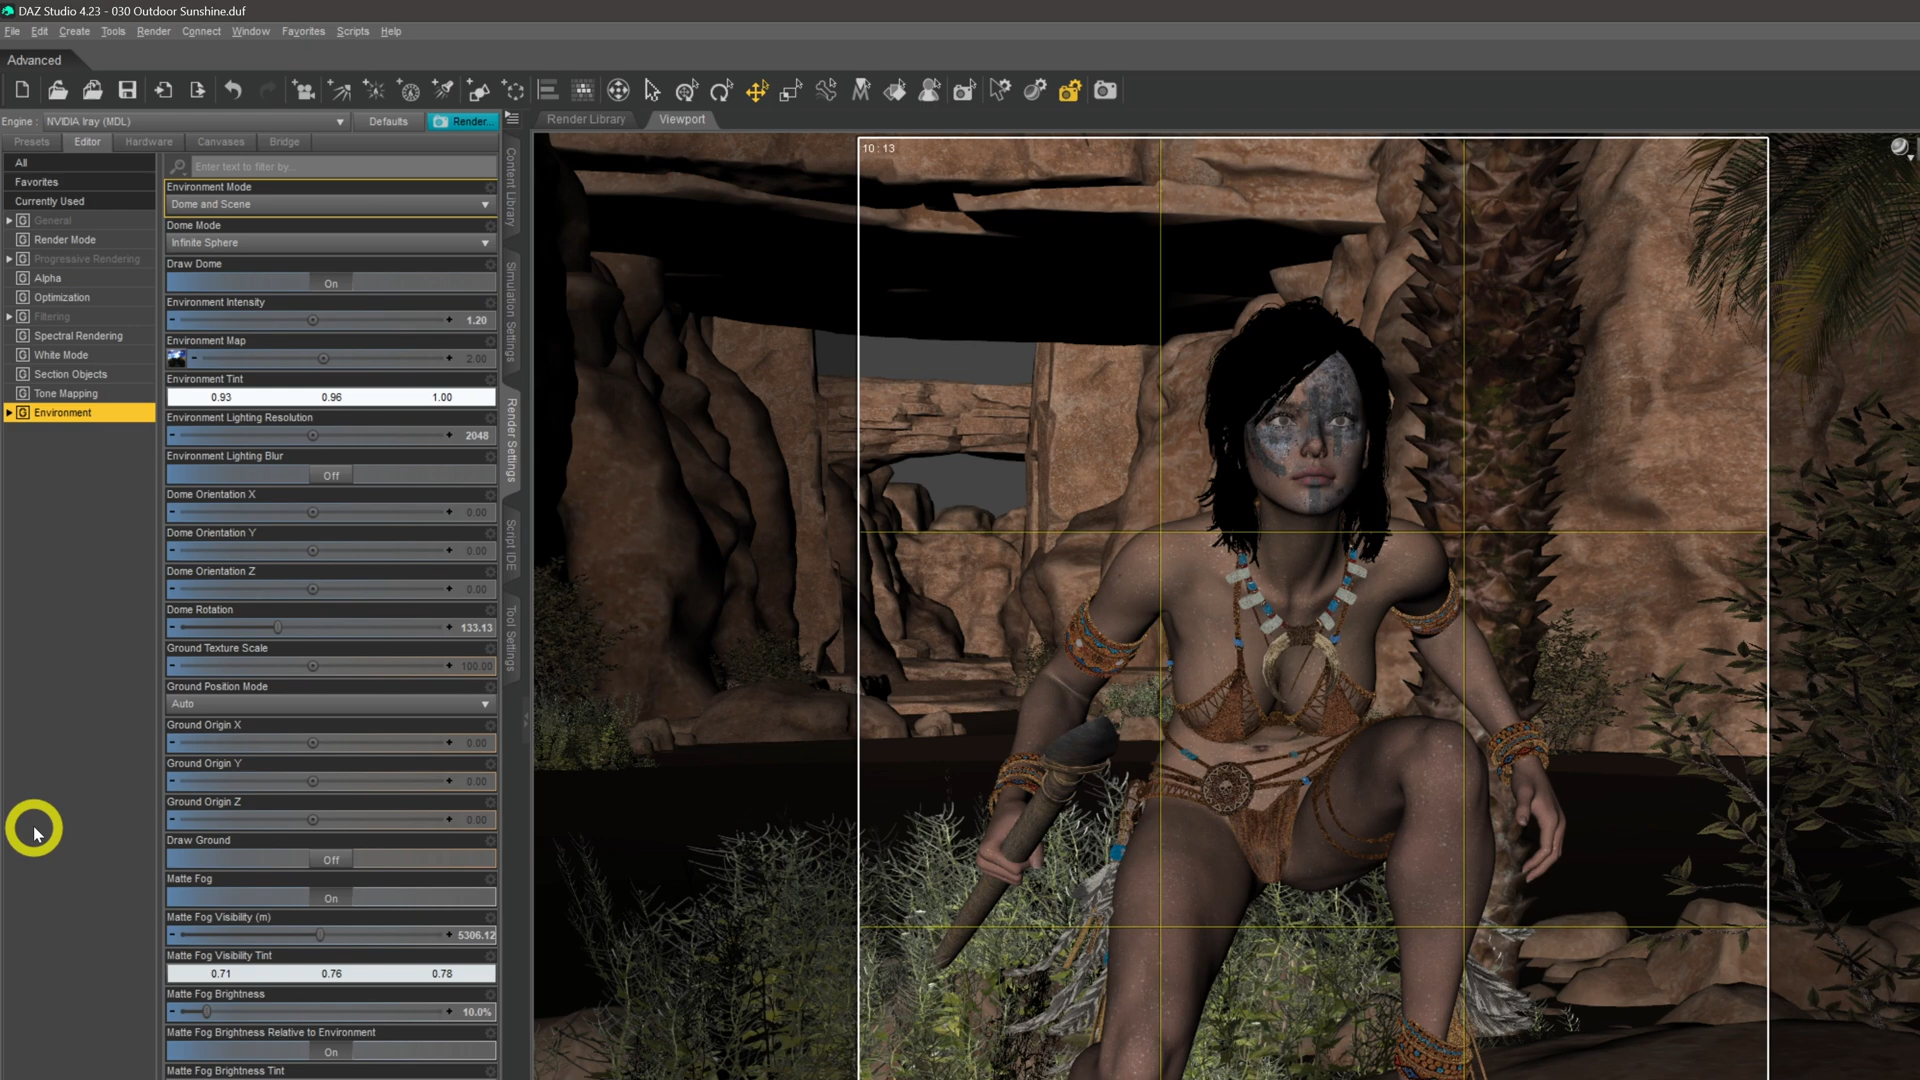 DAZ Studio 4.23 - 030 Outdoor Sunshine.duf
File Edit Create Tools Render Connect Window Favorites Scripts Help
Advanced
Engine : NVIDIA Iray (MDL) Defaults Render...
Render Library Viewport
Presets Editor Hardware Canvases Bridge
All
Favorites
Currently Used
General
Render Mode
Progressive Rendering
Alpha
Optimization
Filtering
Spectral Rendering
White Mode
Section Objects
Tone Mapping
Environment
Enter text to filter by...
Environment Mode
Dome and Scene
Dome Mode
Infinite Sphere
Draw Dome
On
Environment Intensity
1.20
Environment Map
2.00
Environment Tint
0.93 0.96 1.00
Environment Lighting Resolution
2048
Environment Lighting Blur
Off
Dome Orientation X
0.00
Dome Orientation Y
0.00
Dome Orientation Z
0.00
Dome Rotation
133.13
Ground Texture Scale
100.00
Ground Position Mode
Auto
Ground Origin X
0.00
Ground Origin Y
0.00
Ground Origin Z
0.00
Draw Ground
Off
Matte Fog
On
Matte Fog Visibility (m)
5306.12
Matte Fog Visibility Tint
0.71 0.76 0.78
Matte Fog Brightness
10.0%
Matte Fog Brightness Relative to Environment
On
Matte Fog Brightness Tint
Content Library
Simulation Settings
Render Settings
Script IDE
Tool Settings
10 : 13